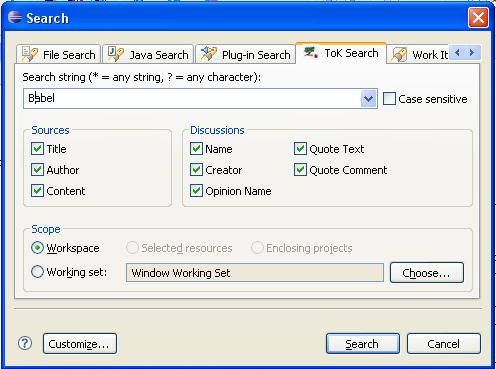 Search
File Search Java Search Plug-in Search ToK Search Work It
Search string (* = any string, ? = any character):
Babel Case sensitive
Sources Discussions
Title Name Quote Text
Author Creator Quote Comment
Content Opinion Name
Scope
Workspace Selected resources Enclosing projects
Working set: Window Working Set Choose...
? Customize... Search Cancel